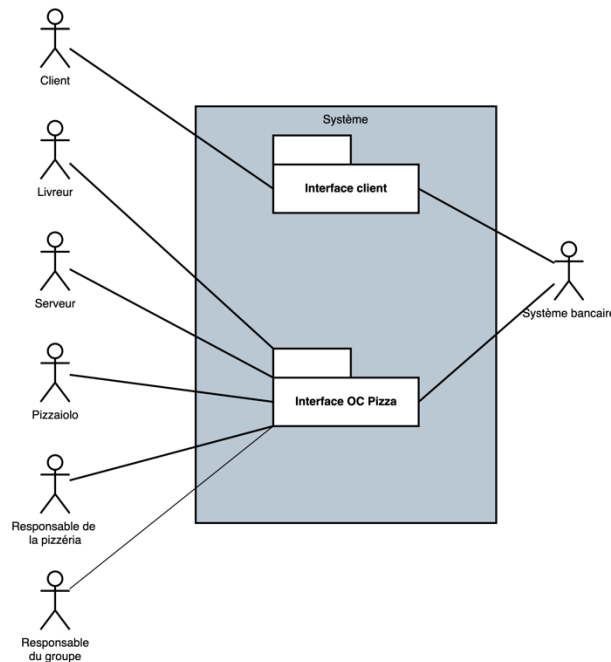 Client
Système
Interface client
Livreur
Serveur
Système bancaire
Pizzaiolo
Interface OC Pizza
Responsable de
la pizzéria
Responsable
du groupe